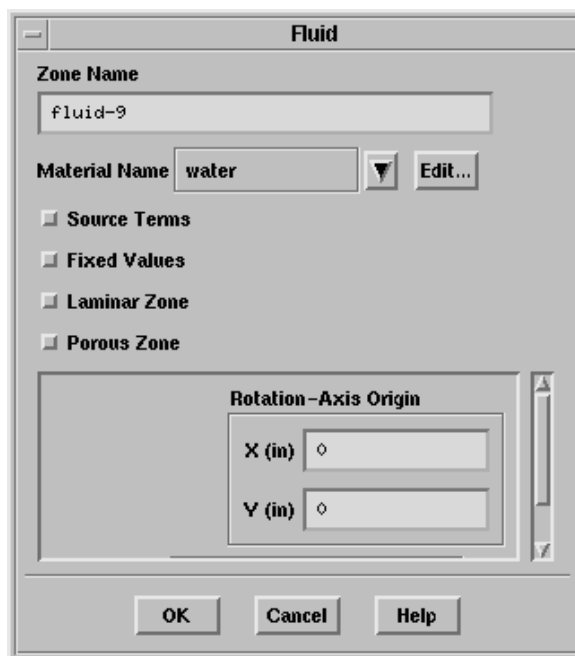 Fluid
Zone Name
fluid-9
Material Name water Edit...
Source Terms
Fixed Values
Laminar Zone
Porous Zone
Rotation-Axis Origin
X (in) 0
Y (in) 0
OK Cancel Help